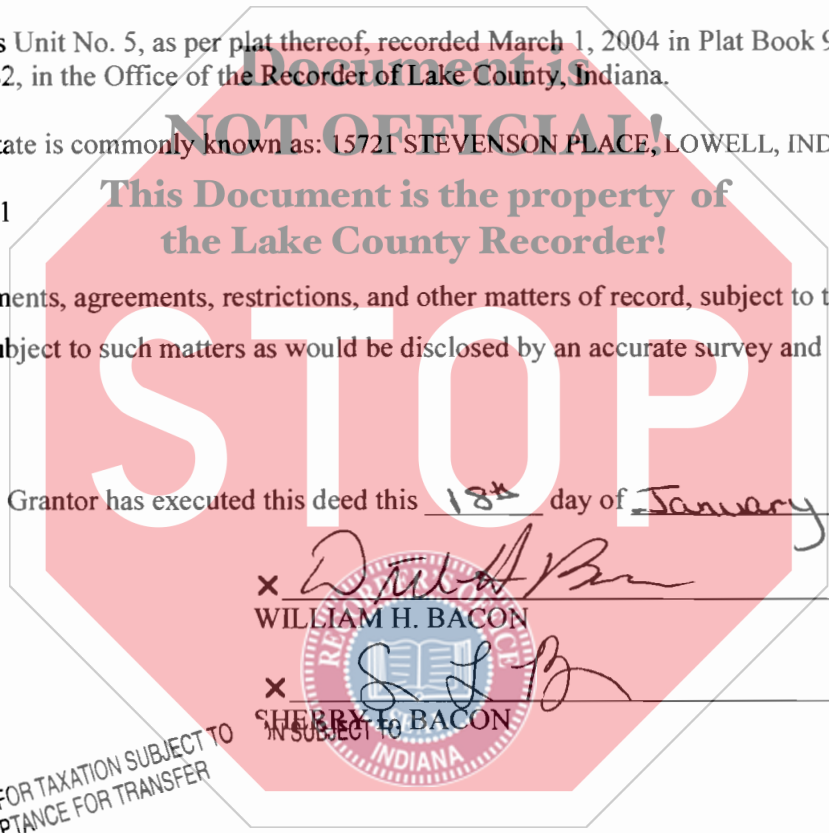 s Unit No. 5, as per plat thereof, recorded March 1, 2004 in Plat Book 9
2, in the Office of the Recorder of Lake County, Indiana.
Document is
NOT OFFICIAL!
tate is commonly known as: 15721 STEVENSON PLACE, LOWELL, IND
This Document is the property of
1
the Lake County Recorder!
ments, agreements, restrictions, and other matters of record, subject to t
ubject to such matters as would be disclosed by an accurate survey and
STOP
Grantor has executed this deed this 18th day of January
X
WILLIAM H. BACON
RECORDER'S OFFICE
X
SHERRY L. BACON
N SUBJECT TO
INDIANA
FOR TAXATION SUBJECT TO
PTANCE FOR TRANSFER